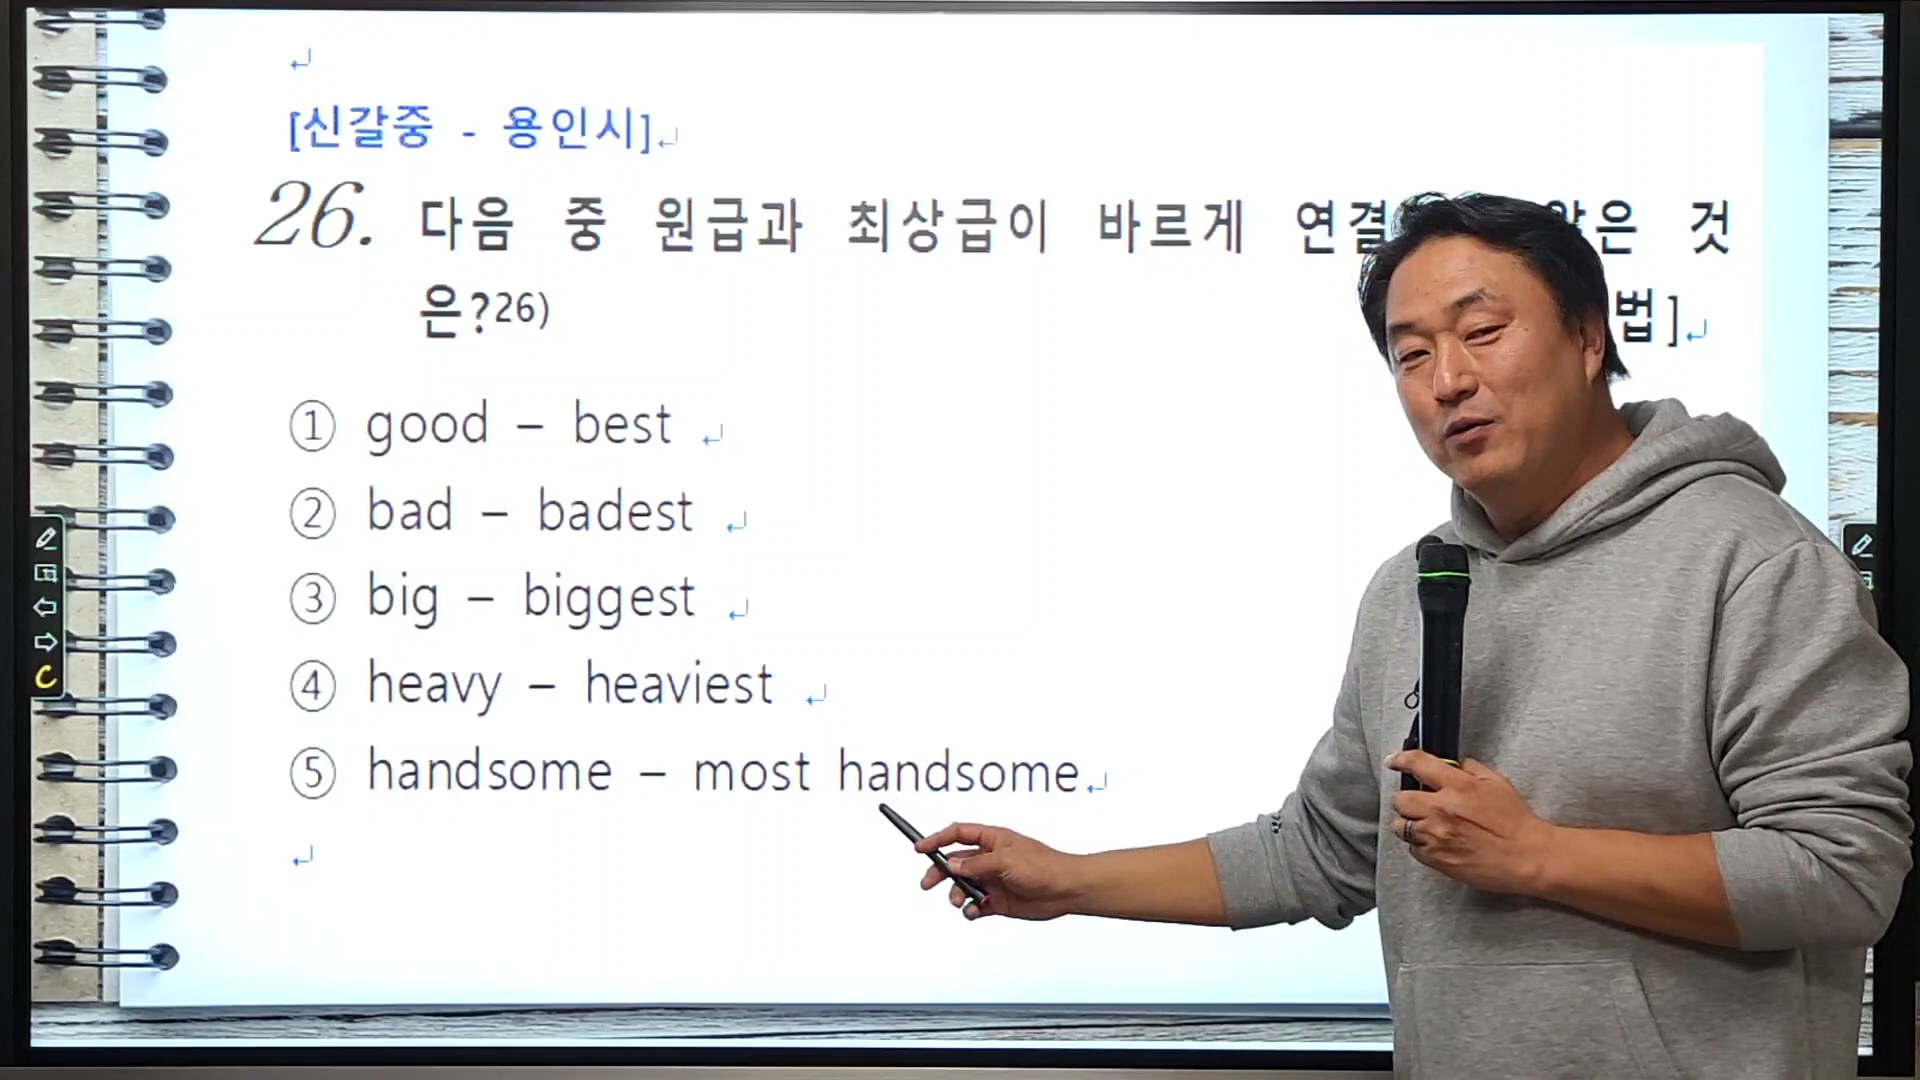 [신갈중 - 용인시]
26. 다음 중 원급과 최상급이 바르게 연결 않은 것
은?26) 법]
① good – best
② bad – badest
③ big – biggest
④ heavy – heaviest
⑤ handsome – most handsome